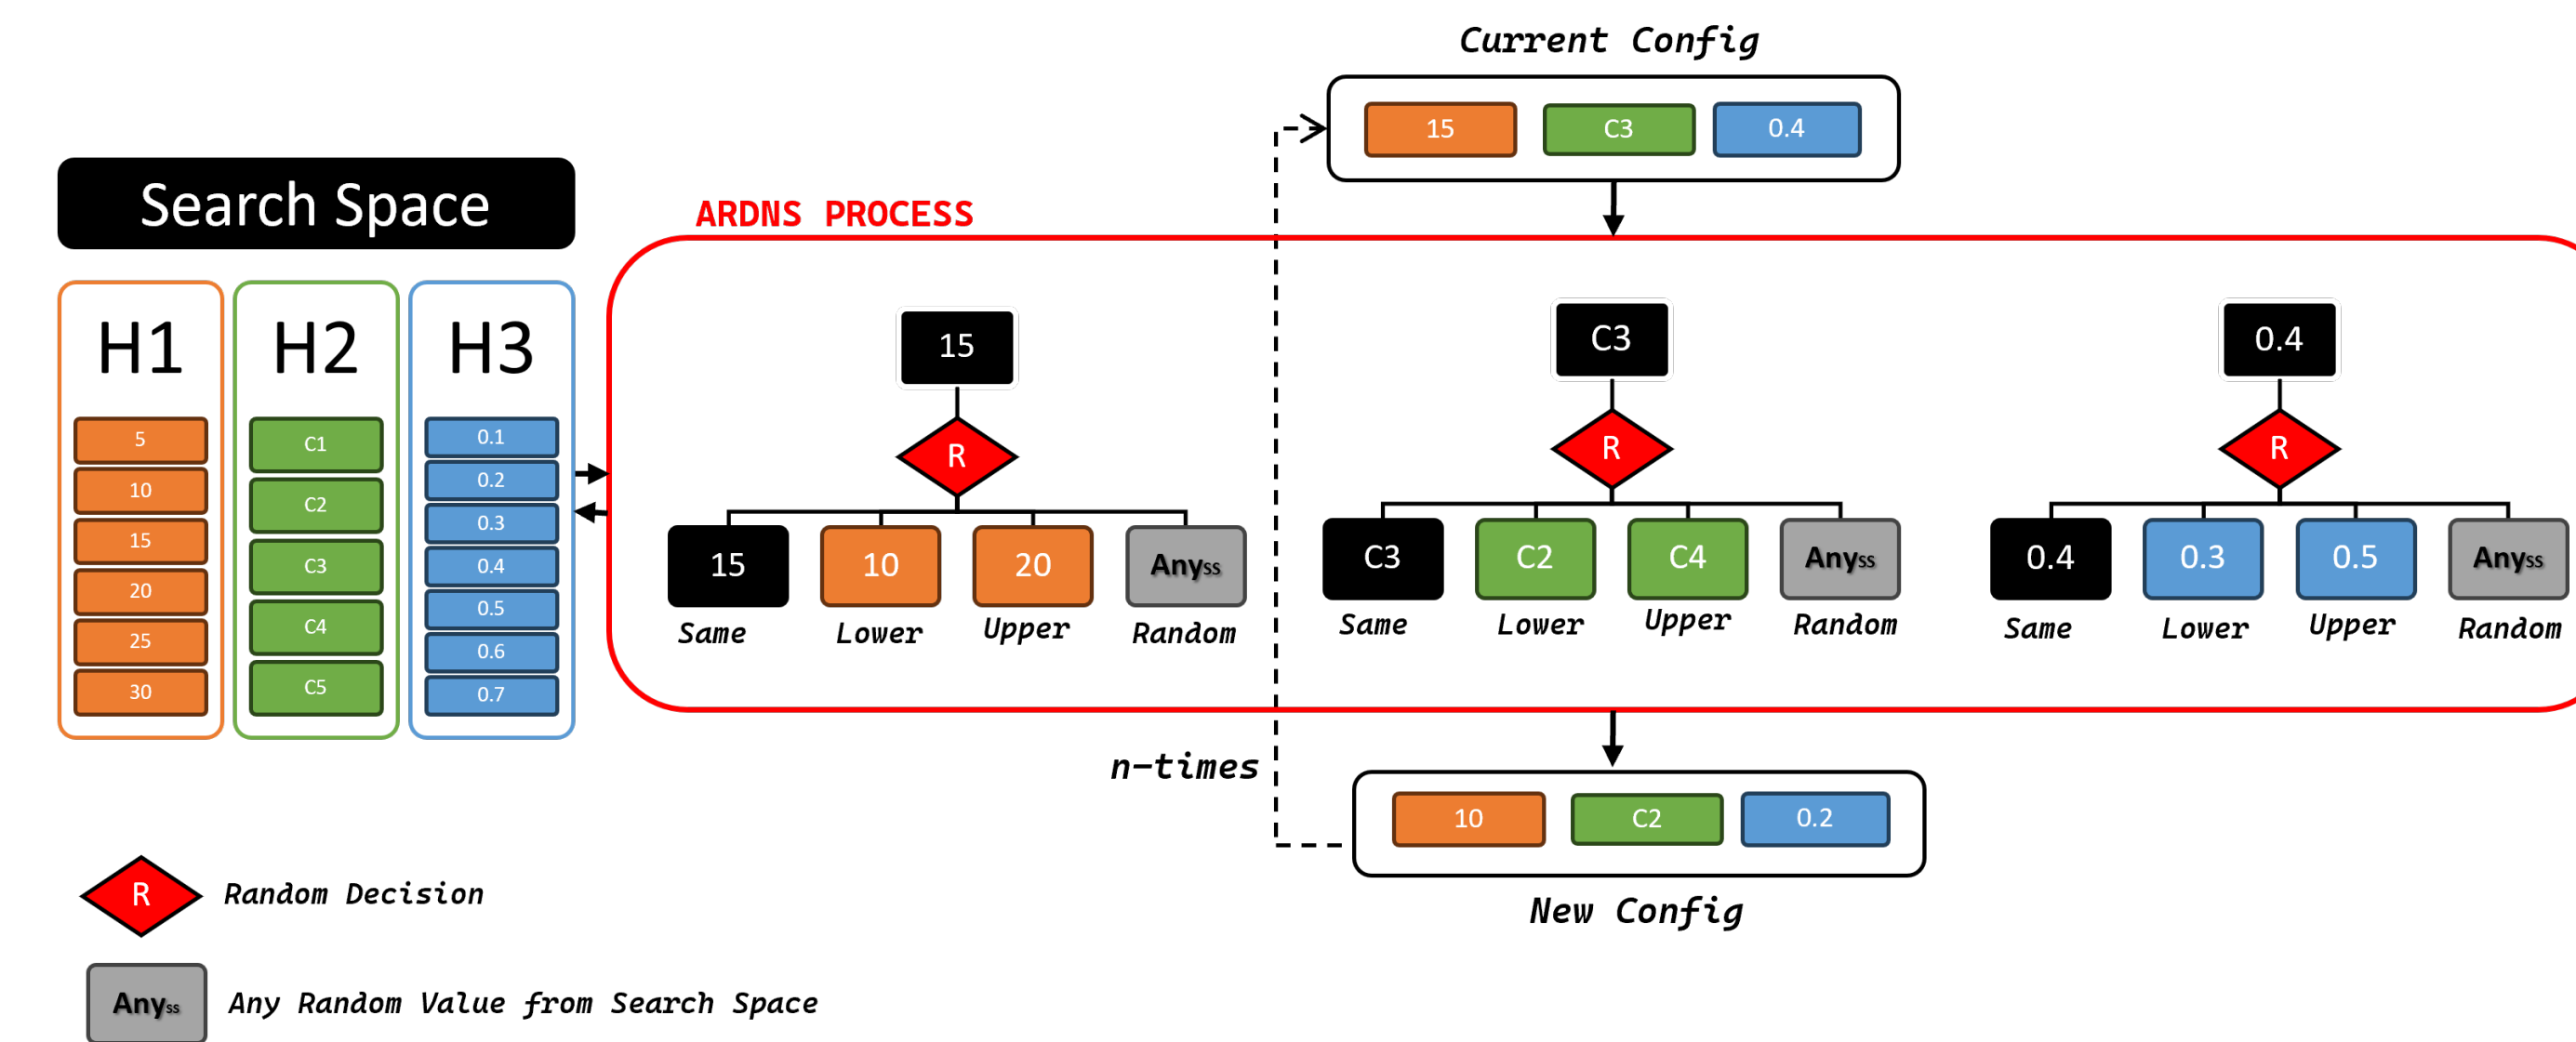 Current Config
15 C3 0.4
Search Space
ARDNS PROCESS
H1 H2 H3
5
10
15
20
25
30
C1
C2
C3
C4
C5
0.1
0.2
0.3
0.4
0.5
0.6
0.7
15
R
15 10 20 Anyss
Same Lower Upper Random
C3
R
C3 C2 C4 Anyss
Same Lower Upper Random
0.4
R
0.4 0.3 0.5 Anyss
Same Lower Upper Random
n-times
10 C2 0.2
New Config
R Random Decision
Anyss Any Random Value from Search Space